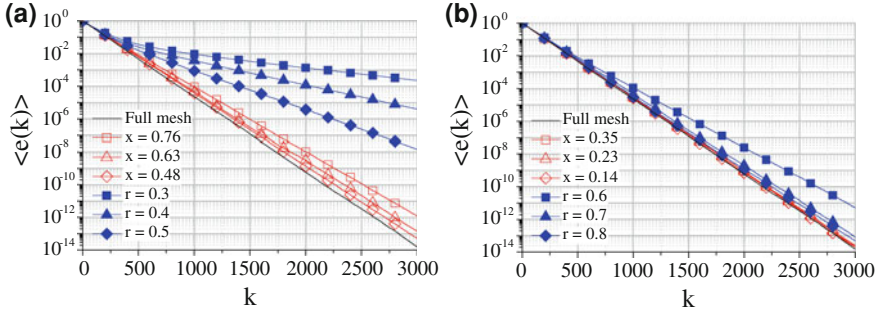 (a)
10^0
10^-2
10^-4
10^-6
10^-8
10^-10
10^-12
10^-14
<e(k)>
Full mesh
x = 0.76
x = 0.63
x = 0.48
r = 0.3
r = 0.4
r = 0.5
0 500 1000 1500 2000 2500 3000
k
(b)
10^0
10^-2
10^-4
10^-6
10^-8
10^-10
10^-12
10^-14
<e(k)>
Full mesh
x = 0.35
x = 0.23
x = 0.14
r = 0.6
r = 0.7
r = 0.8
0 500 1000 1500 2000 2500 3000
k